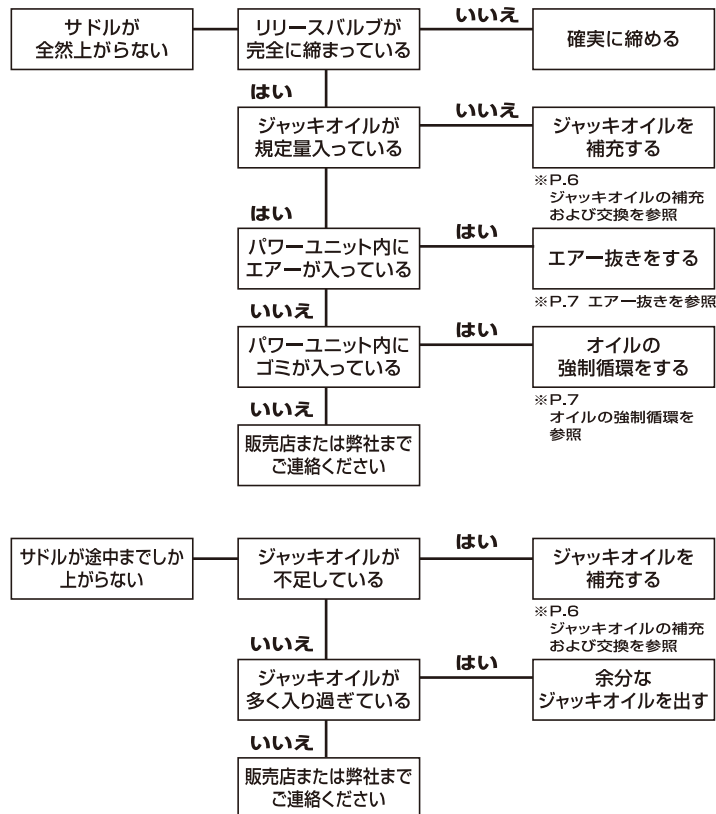 サドルが
全然上がらない
リリースバルブが
完全に締まっている
いいえ
確実に締める
はい
ジャッキオイルが
規定量入っている
いいえ
ジャッキオイルを
補充する
※P.6
ジャッキオイルの補充
および交換を参照
はい
パワーユニット内に
エアーが入っている
はい
エアー抜きをする
※P.7 エアー抜きを参照
いいえ
パワーユニット内に
ゴミが入っている
はい
オイルの
強制循環をする
※P.7
オイルの強制循環を
参照
いいえ
販売店または弊社まで
ご連絡ください
サドルが途中までしか
上がらない
ジャッキオイルが
不足している
はい
ジャッキオイルを
補充する
※P.6
ジャッキオイルの補充
および交換を参照
いいえ
ジャッキオイルが
多く入り過ぎている
はい
余分な
ジャッキオイルを出す
いいえ
販売店または弊社まで
ご連絡ください